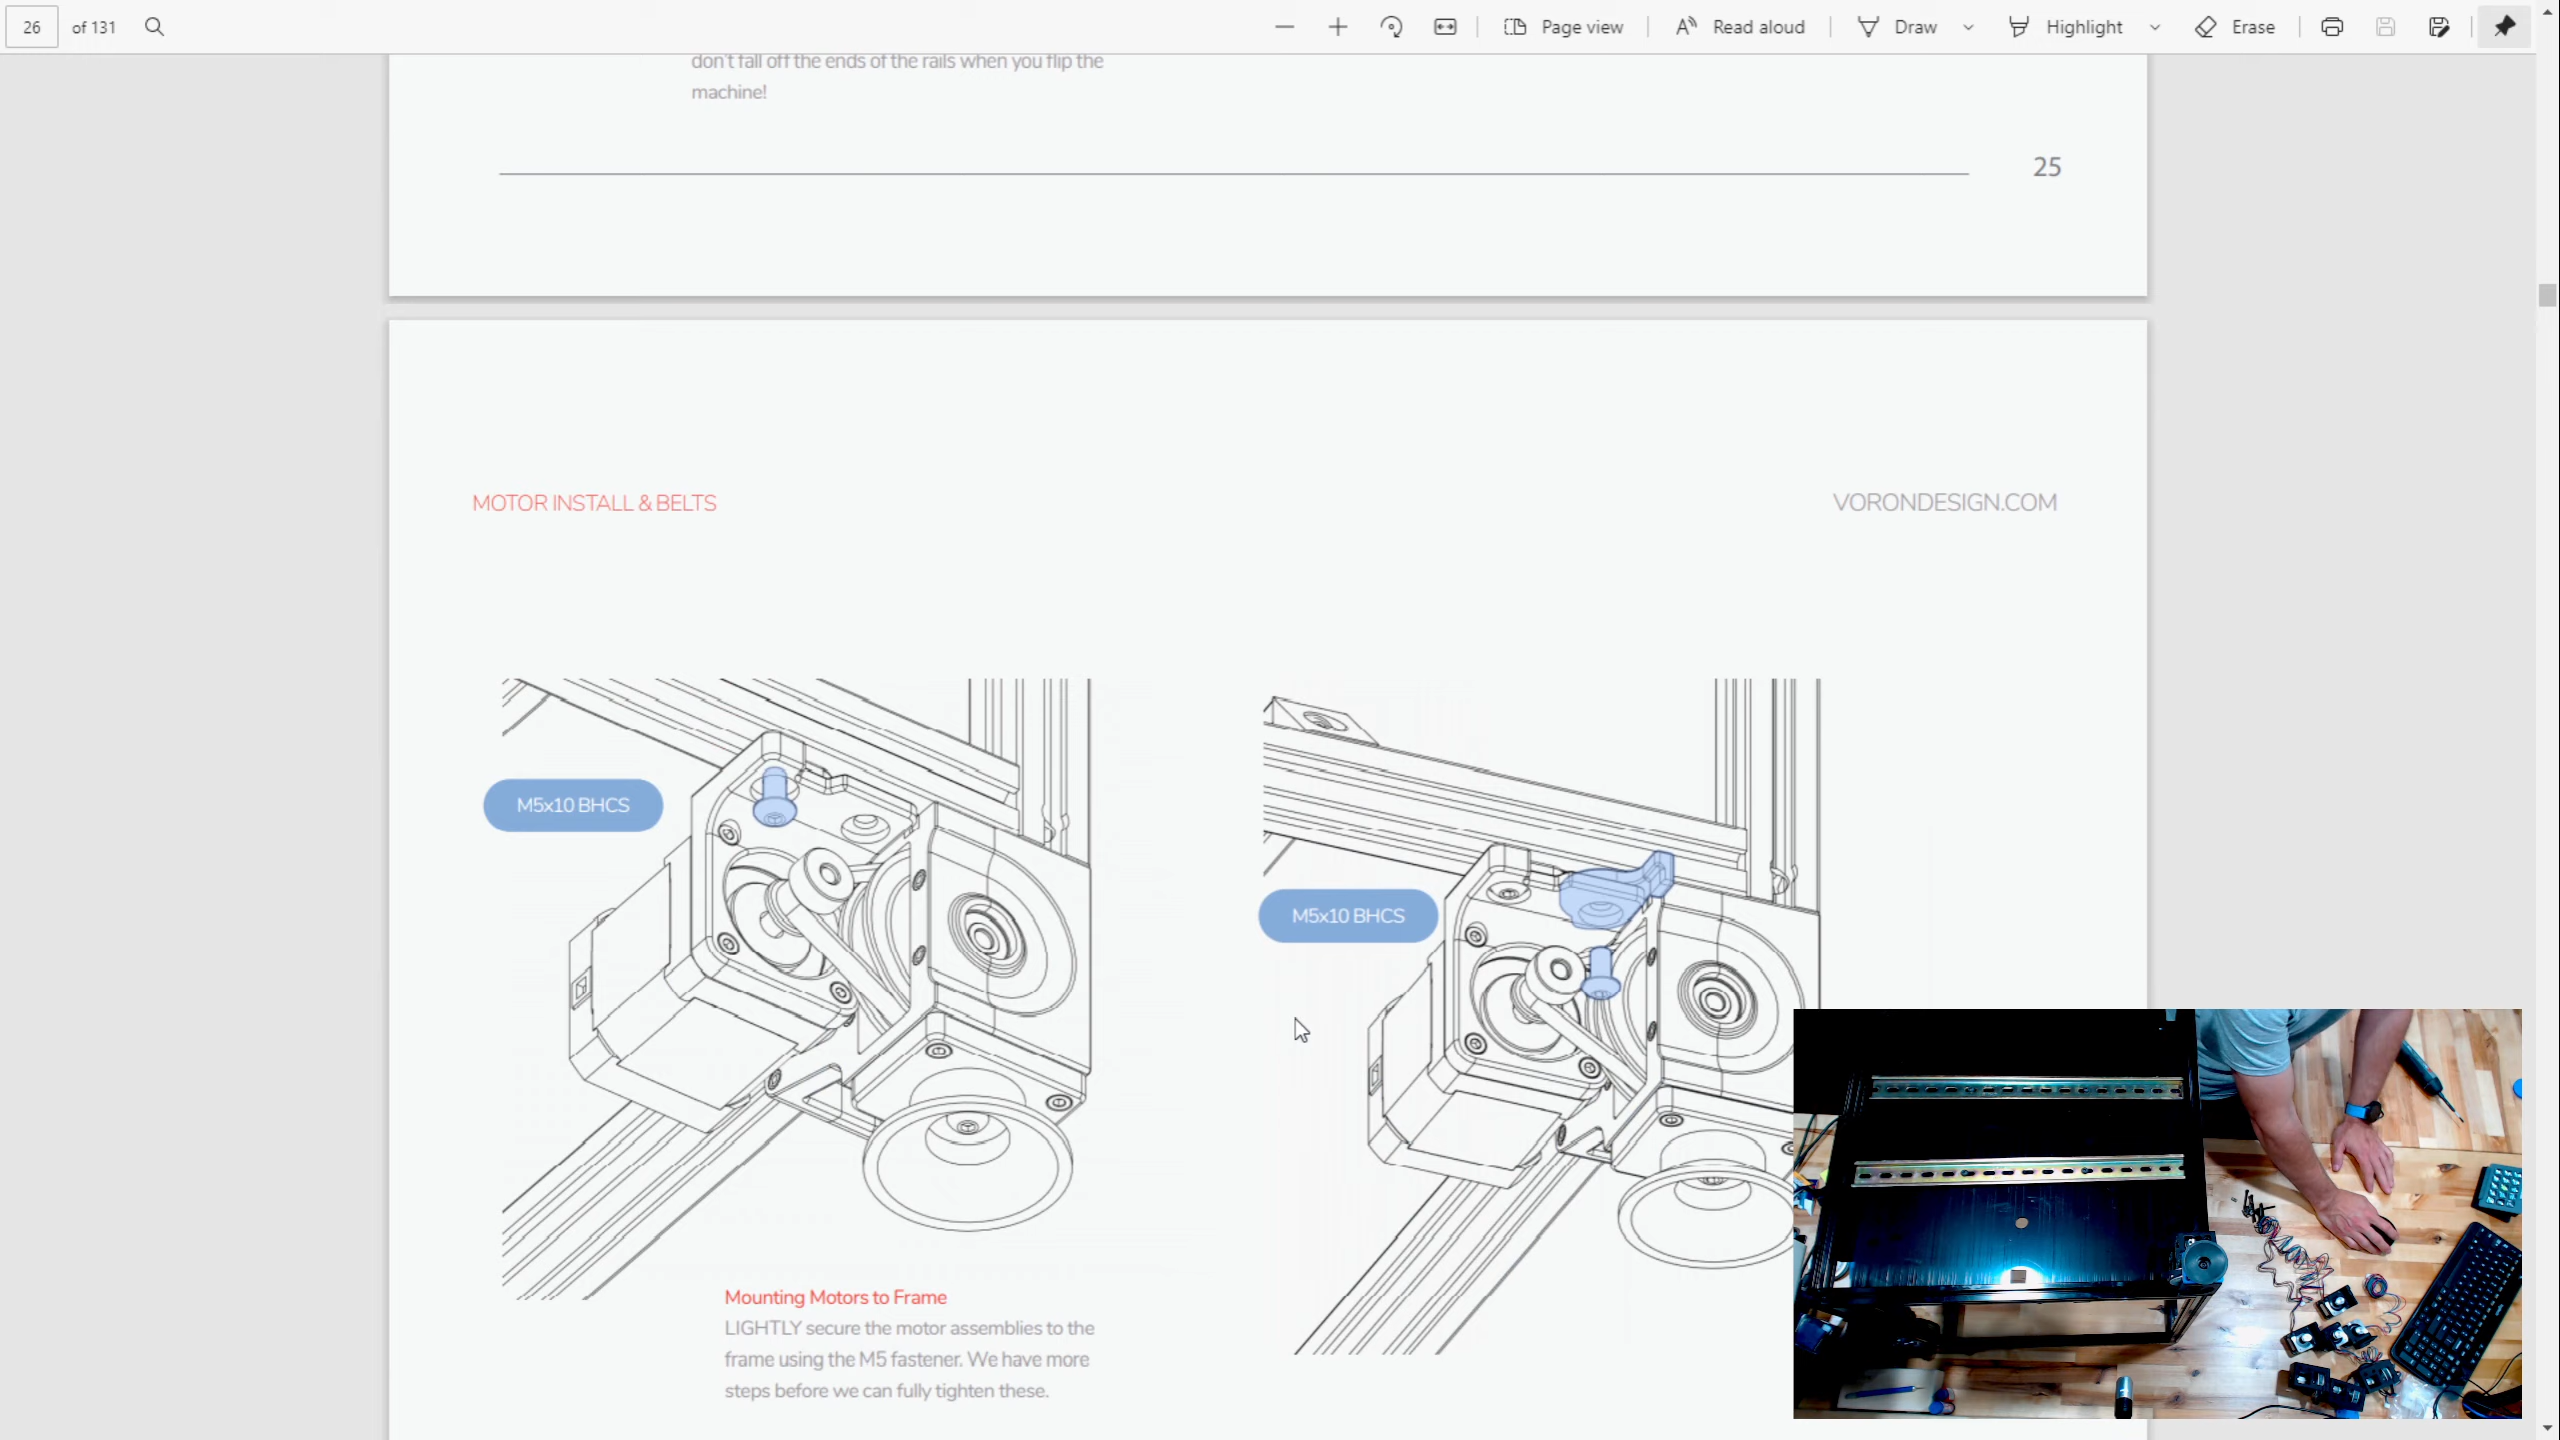 26
of 131
Page view
Read aloud
Draw
Highlight
Erase
don't fall off the ends of the rails when you flip the
machine!
25
MOTOR INSTALL & BELTS
VORONDESIGN.COM
M5x10 BHCS
M5x10 BHCS
Mounting Motors to Frame
LIGHTLY secure the motor assemblies to the
frame using the M5 fastener. We have more
steps before we can fully tighten these.